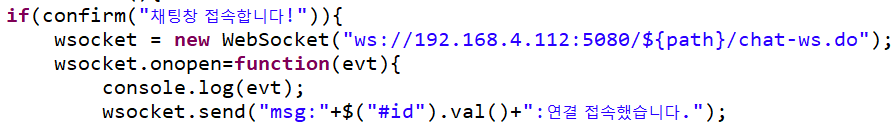 if(confirm("채팅창 접속합니다!")){
    wsocket = new WebSocket("ws://192.168.4.112:5080/${path}/chat-ws.do");
    wsocket.onopen=function(evt){
        console.log(evt);
        wsocket.send("msg:"+$("#id").val()+":연결 접속했습니다.");